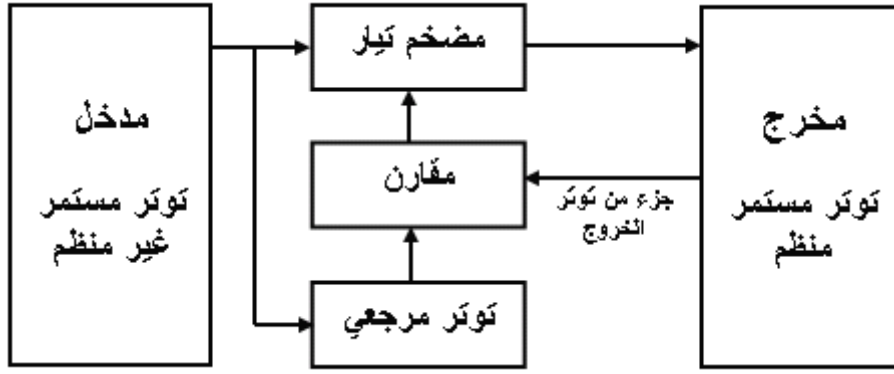 مدخل
توتر مستمر
غير منظم
مضخم تيار
مقارن
توتر مرجعي
جزء من توتر
الخروج
مخرج
توتر مستمر
منظم